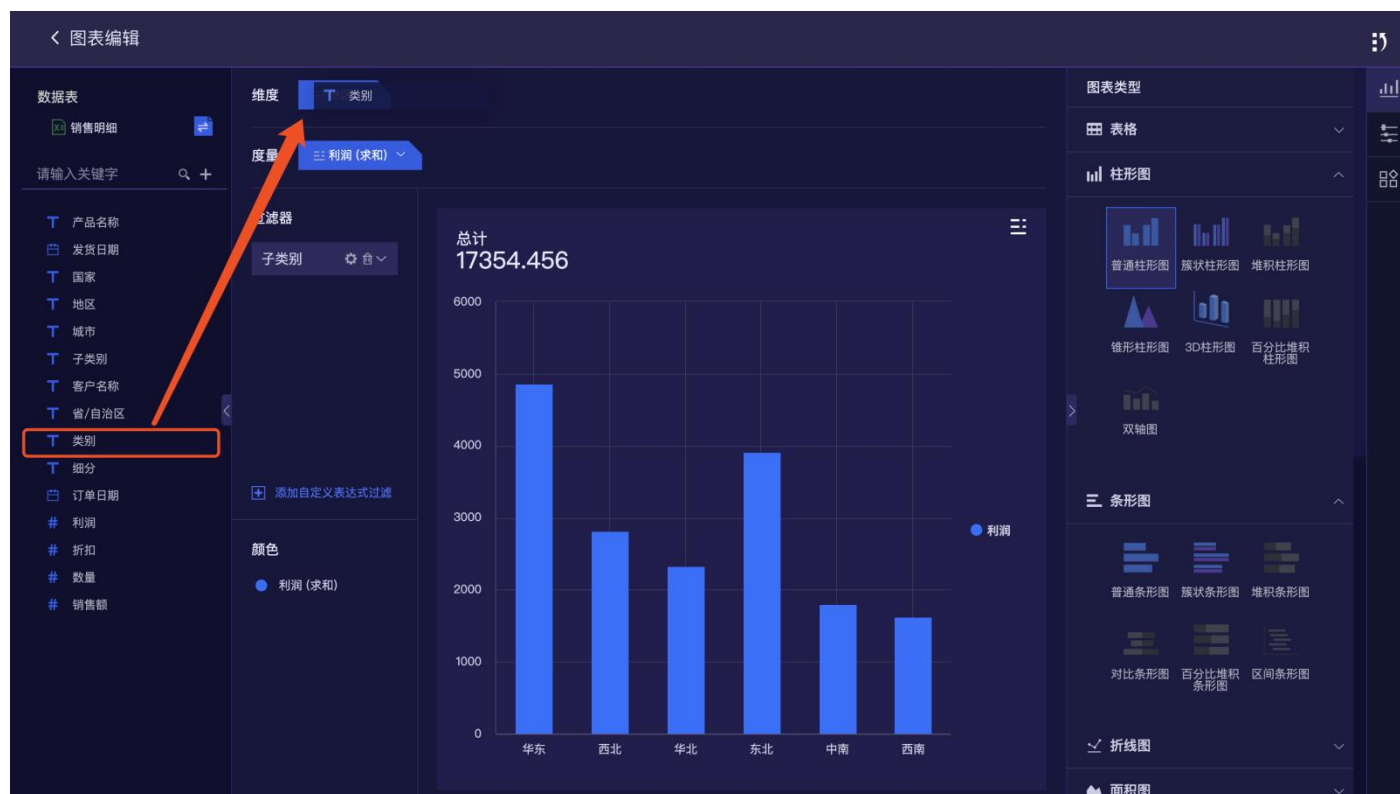 图表编辑
数据表
销售明细
请输入关键字
产品名称
发货日期
国家
地区
城市
子类别
客户名称
省/自治区
类别
细分
订单日期
利润
折扣
数量
销售额
维度
类别
度量
利润 (求和)
过滤器
子类别
添加自定义表达式过滤
颜色
利润 (求和)
总计
17354.456
6000
5000
4000
3000
2000
1000
0
华东 西北 华北 东北 中南 西南
利润
图表类型
表格
柱形图
普通柱形图 簇状柱形图 堆积柱形图
锥形柱形图 3D柱形图 百分比堆积
柱形图
双轴图
条形图
普通条形图 簇状条形图 堆积条形图
对比条形图 百分比堆积 区间条形图
条形图
折线图
面积图